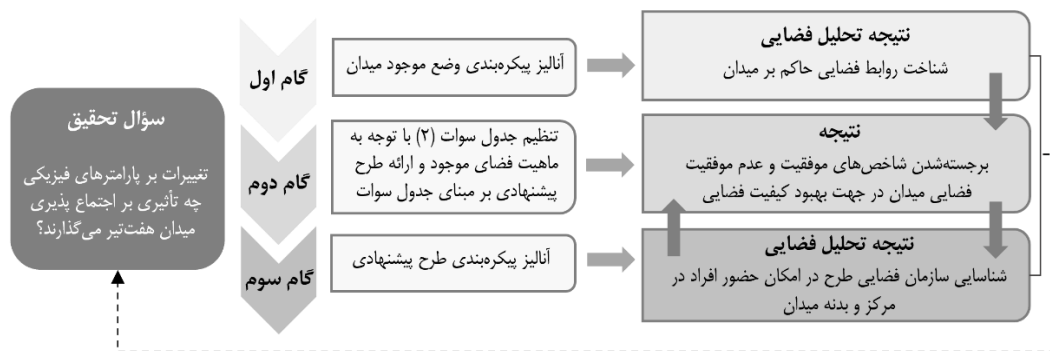 سؤال تحقیق
تغییرات بر پارامترهای فیزیکی
چه تأثیری بر اجتماع پذیری
میدان هفت‌تیر می‌گذارند؟
گام اول
آنالیز پیکره‌بندی وضع موجود میدان
نتیجه تحلیل فضایی
شناخت روابط فضایی حاکم بر میدان
گام دوم
تنظیم جدول سوات (۲) با توجه به
ماهیت فضای موجود و ارائه طرح
پیشنهادی بر مبنای جدول سوات
نتیجه
برجسته‌شدن شاخص‌های موفقیت و عدم موفقیت
فضایی میدان در جهت بهبود کیفیت فضایی
گام سوم
آنالیز پیکره‌بندی طرح پیشنهادی
نتیجه تحلیل فضایی
شناسایی سازمان فضایی طرح در امکان حضور افراد در
مرکز و بدنه میدان